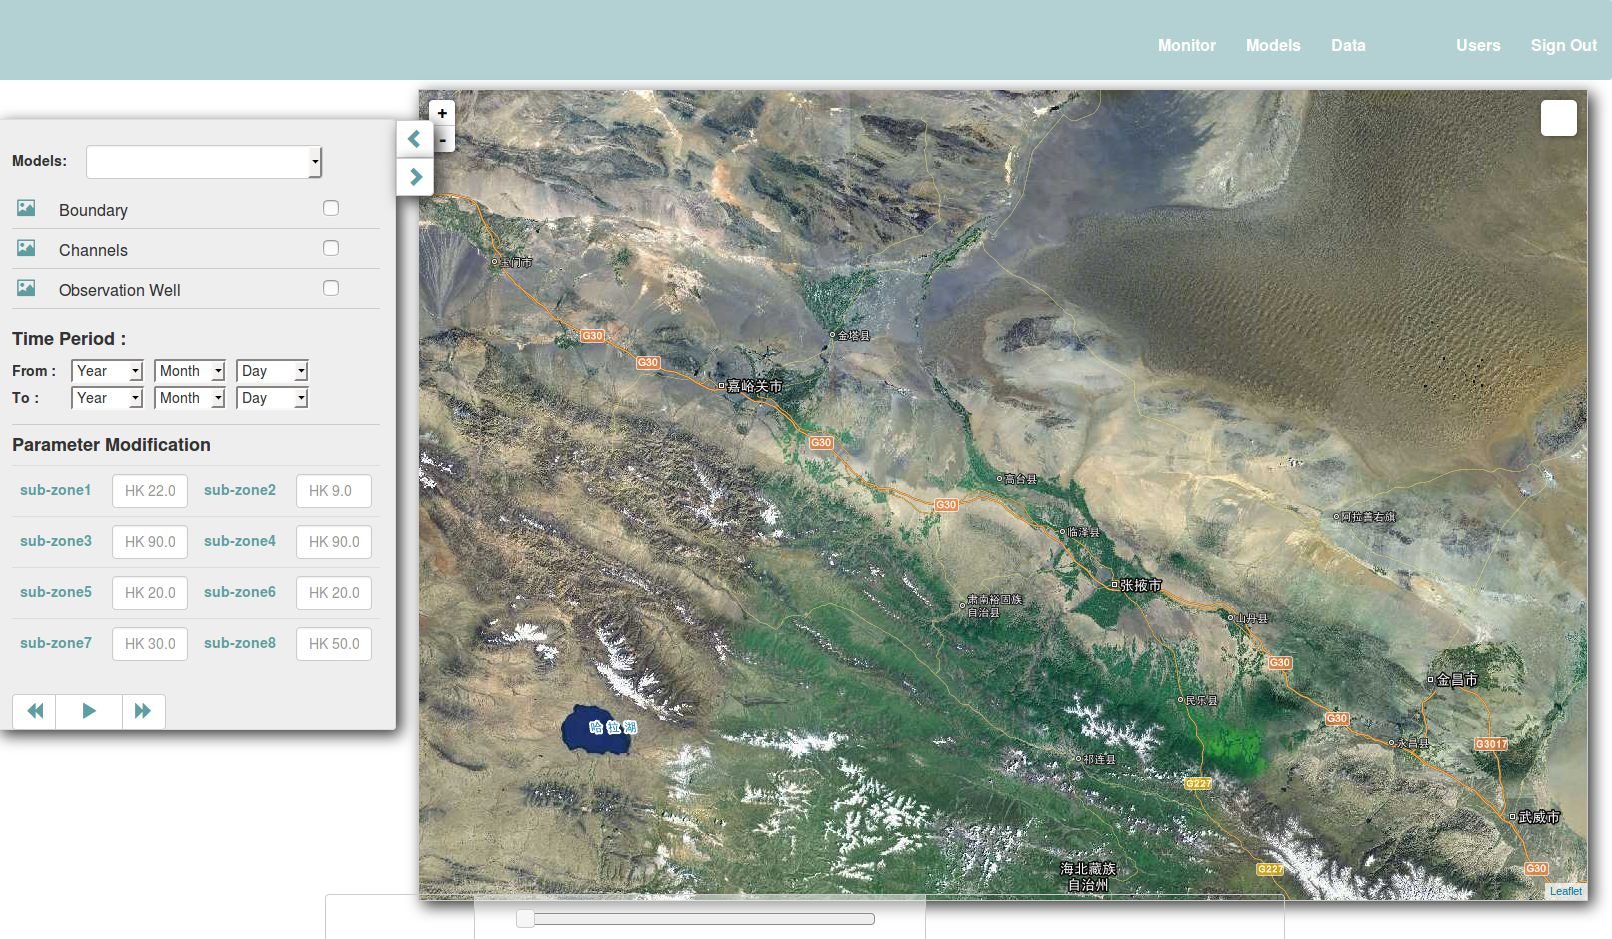 Monitor Models Data Users Sign Out
+
-
Models:
Boundary
Channels
Observation Well
Time Period :
From : Year Month Day
To : Year Month Day
Parameter Modification
sub-zone1 HK 22.0 sub-zone2 HK 9.0
sub-zone3 HK 90.0 sub-zone4 HK 90.0
sub-zone5 HK 20.0 sub-zone6 HK 20.0
sub-zone7 HK 30.0 sub-zone8 HK 50.0
玉门市
G30
金塔县
G30
嘉峪关市
G30
高台县
G30
阿拉善右旗
临泽县
张掖市
肃南裕固族
自治县
山丹县
G30
金昌市
民乐县
G30
哈拉湖
永昌县
G3017
祁连县
G227
武威市
海北藏族
自治州
G227
G30
Leaflet